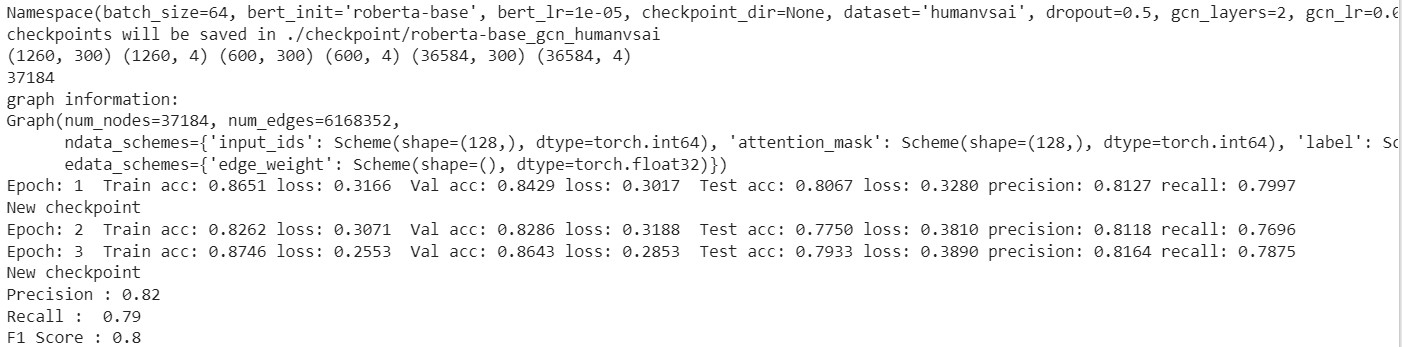 Namespace(batch_size=64, bert_init='roberta-base', bert_lr=1e-05, checkpoint_dir=None, dataset='humanvsai', dropout=0.5, gcn_layers=2, gcn_lr=0.0
checkpoints will be saved in ./checkpoint/roberta-base_gcn_humanvsai
(1260, 300) (1260, 4) (600, 300) (600, 4) (36584, 300) (36584, 4)
37184
graph information:
Graph(num_nodes=37184, num_edges=6168352,
ndata_schemes={'input_ids': Scheme(shape=(128,), dtype=torch.int64), 'attention_mask': Scheme(shape=(128,), dtype=torch.int64), 'label': Sc
edata_schemes={'edge_weight': Scheme(shape=(), dtype=torch.float32)})
Epoch: 1  Train acc: 0.8651 loss: 0.3166  Val acc: 0.8429 loss: 0.3017  Test acc: 0.8067 loss: 0.3280 precision: 0.8127 recall: 0.7997
New checkpoint
Epoch: 2  Train acc: 0.8262 loss: 0.3071  Val acc: 0.8286 loss: 0.3188  Test acc: 0.7750 loss: 0.3810 precision: 0.8118 recall: 0.7696
Epoch: 3  Train acc: 0.8746 loss: 0.2553  Val acc: 0.8643 loss: 0.2853  Test acc: 0.7933 loss: 0.3890 precision: 0.8164 recall: 0.7875
New checkpoint
Precision : 0.82
Recall :  0.79
F1 Score : 0.8